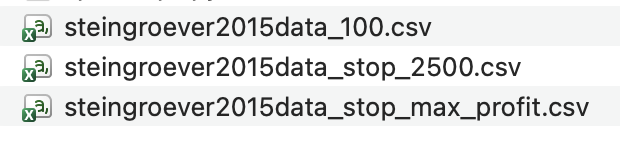 steingroever2015data_100.csv
steingroever2015data_stop_2500.csv
steingroever2015data_stop_max_profit.csv